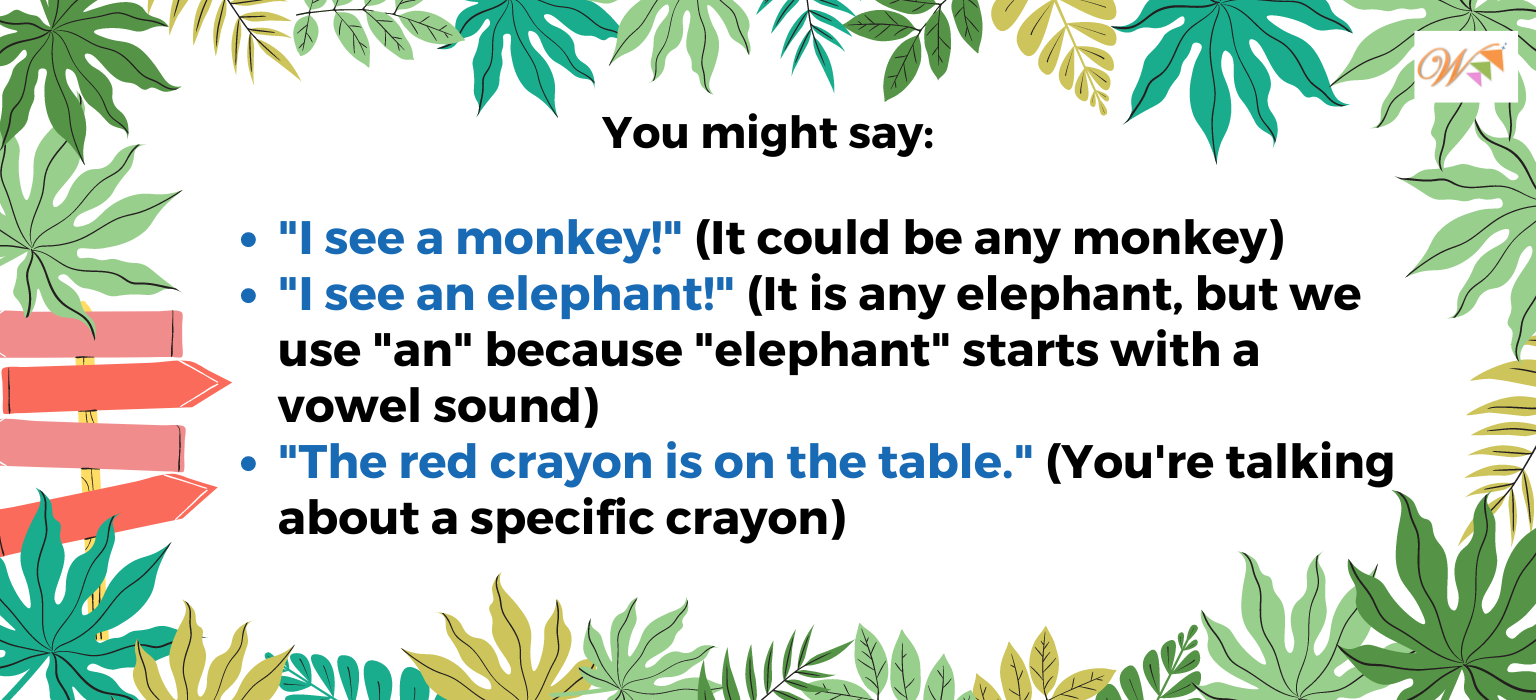 W
You might say:
• "I see a monkey!" (It could be any monkey)
• "I see an elephant!" (It is any elephant, but we
use "an" because "elephant" starts with a
vowel sound)
• "The red crayon is on the table." (You're talking
about a specific crayon)